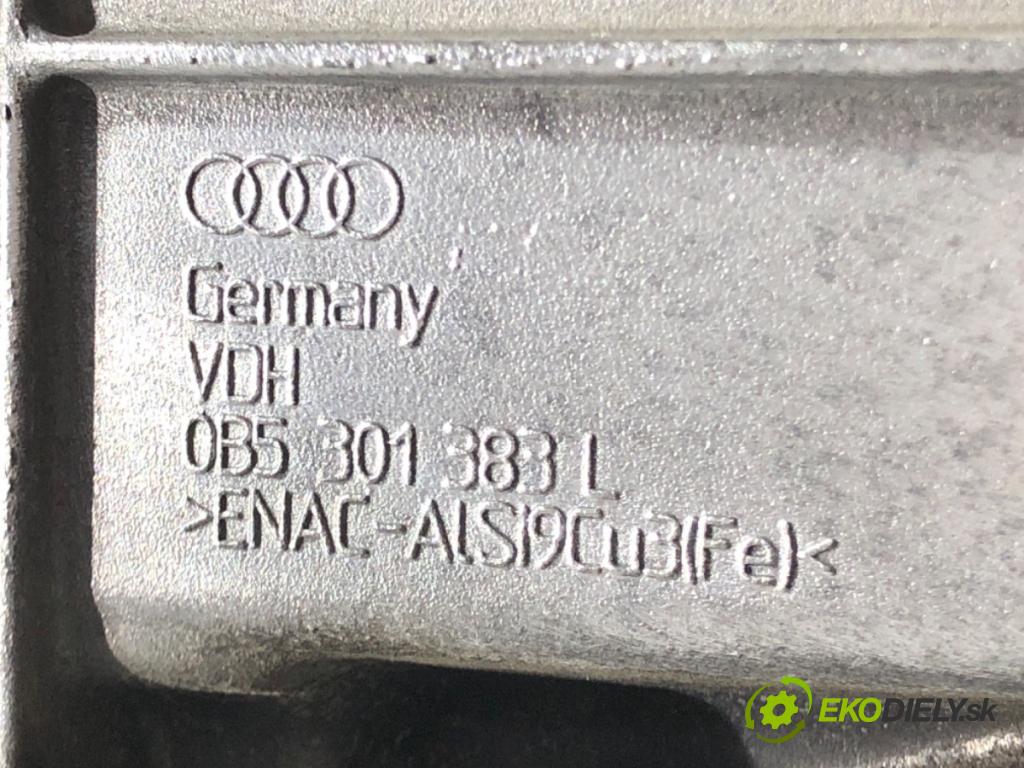 Germany
VDH
0B5 301 383 L
>ENAC-AlSi9Cu3(Fe)<
EKODIELY.sk